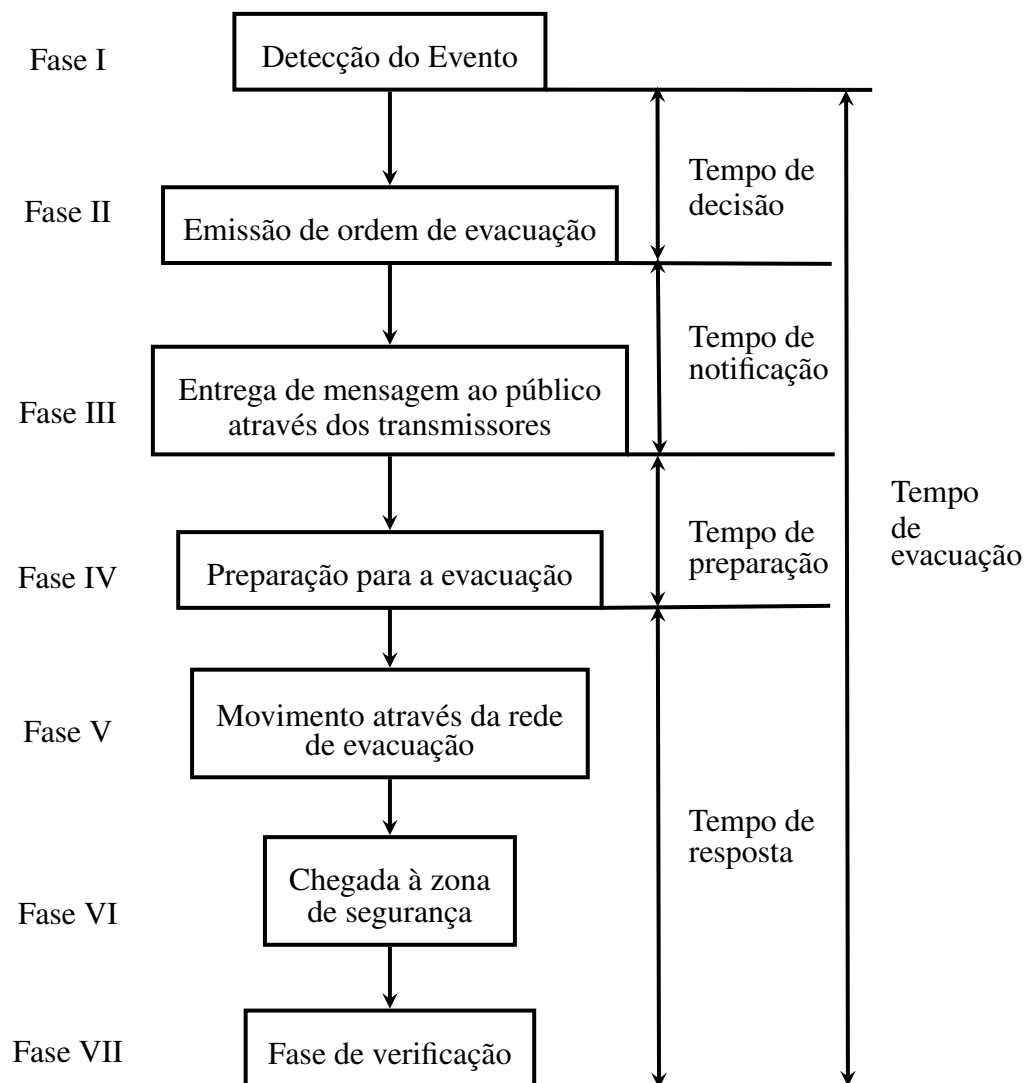 Fase I
Detecção do Evento
Tempo de
decisão
Fase II
Emissão de ordem de evacuação
Tempo de
notificação
Fase III
Entrega de mensagem ao público
através dos transmissores
Tempo
de
evacuação
Tempo de
preparação
Fase IV
Preparação para a evacuação
Fase V
Movimento através da rede
de evacuação
Tempo de
resposta
Fase VI
Chegada à zona
de segurança
Fase VII
Fase de verificação